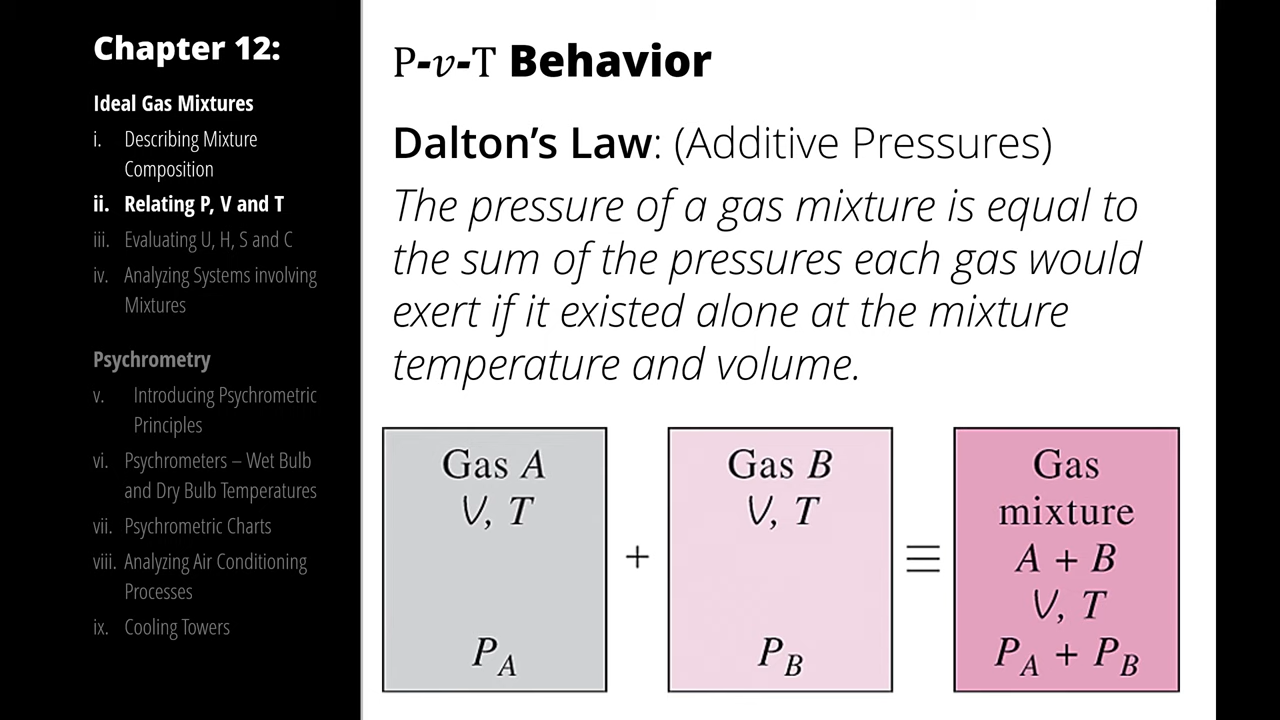 Chapter 12:
Ideal Gas Mixtures
i. Describing Mixture
Composition
ii. Relating P, V and T
iii. Evaluating U, H, S and C
iv. Analyzing Systems involving
Mixtures
Psychrometry
v. Introducing Psychrometric
Principles
vi. Psychrometers – Wet Bulb
and Dry Bulb Temperatures
vii. Psychrometric Charts
viii. Analyzing Air Conditioning
Processes
ix. Cooling Towers
P-v-T Behavior
Dalton’s Law: (Additive Pressures)
The pressure of a gas mixture is equal to
the sum of the pressures each gas would
exert if it existed alone at the mixture
temperature and volume.
Gas A
V, T
P_A
+
Gas B
V, T
P_B
≡
Gas
mixture
A + B
V, T
P_A + P_B